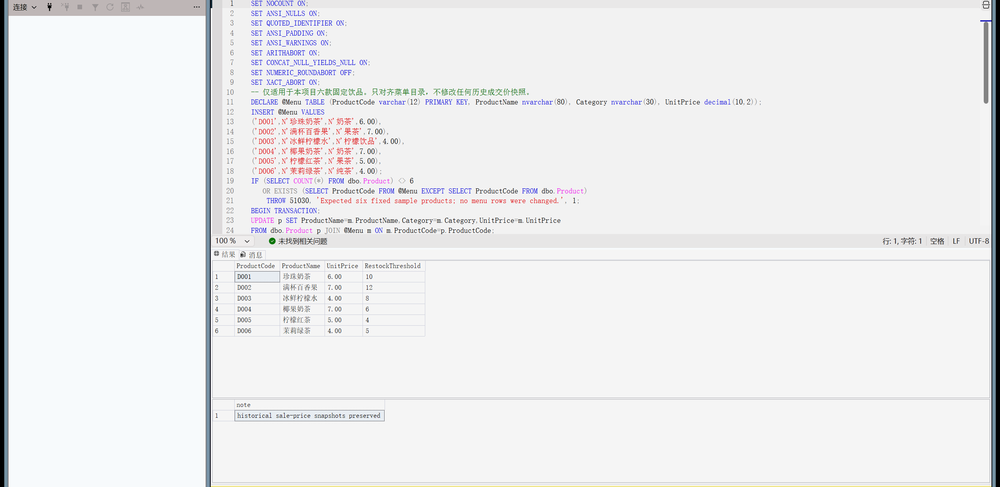 连接
1 SET NOCOUNT ON;
2 SET ANSI_NULLS ON;
3 SET QUOTED_IDENTIFIER ON;
4 SET ANSI_PADDING ON;
5 SET ANSI_WARNINGS ON;
6 SET ARITHABORT ON;
7 SET CONCAT_NULL_YIELDS_NULL ON;
8 SET NUMERIC_ROUNDABORT OFF;
9 SET XACT_ABORT ON;
10 -- 仅适用于本项目六款固定饮品。只对齐菜单目录，不修改任何历史成交价快照。
11 DECLARE @Menu TABLE (ProductCode varchar(12) PRIMARY KEY, ProductName nvarchar(80), Category nvarchar(30), UnitPrice decimal(10,2));
12 INSERT @Menu VALUES
13 ('D001',N'珍珠奶茶',N'奶茶',6.00),
14 ('D002',N'满杯百香果',N'果茶',7.00),
15 ('D003',N'冰鲜柠檬水',N'柠檬饮品',4.00),
16 ('D004',N'椰果奶茶',N'奶茶',7.00),
17 ('D005',N'柠檬红茶',N'果茶',5.00),
18 ('D006',N'茉莉绿茶',N'纯茶',4.00);
19 IF (SELECT COUNT(*) FROM dbo.Product) <> 6
20 OR EXISTS (SELECT ProductCode FROM @Menu EXCEPT SELECT ProductCode FROM dbo.Product)
21 THROW 51030, 'Expected six fixed sample products; no menu rows were changed.', 1;
22 BEGIN TRANSACTION;
23 UPDATE p SET ProductName=m.ProductName,Category=m.Category,UnitPrice=m.UnitPrice
24 FROM dbo.Product p JOIN @Menu m ON m.ProductCode=p.ProductCode;
100 % 未找到相关问题 行: 1, 字符: 1 空格 LF UTF-8
结果 消息
ProductCode ProductName UnitPrice RestockThreshold
1 D001 珍珠奶茶 6.00 10
2 D002 满杯百香果 7.00 12
3 D003 冰鲜柠檬水 4.00 8
4 D004 椰果奶茶 7.00 6
5 D005 柠檬红茶 5.00 4
6 D006 茉莉绿茶 4.00 5
note
1 historical sale-price snapshots preserved